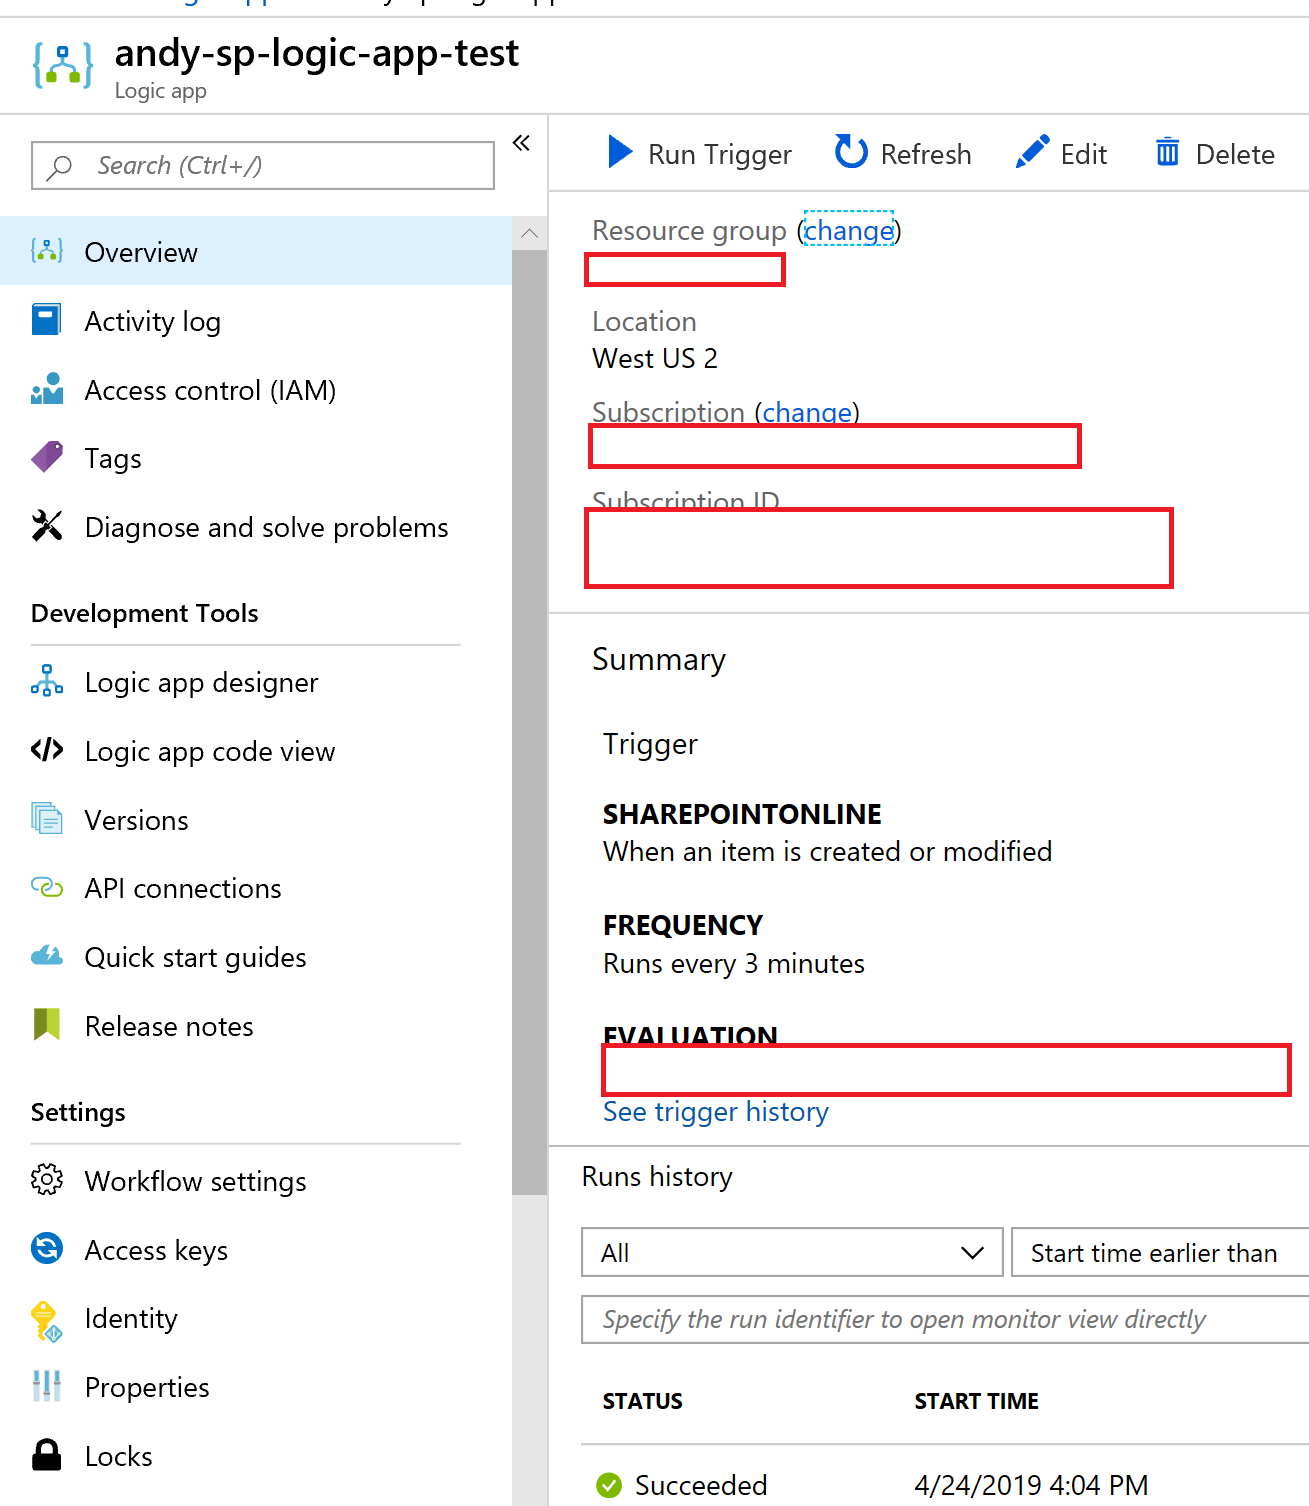 andy-sp-logic-app-test
Logic app
Search (Ctrl+/)
Overview
Activity log
Access control (IAM)
Tags
Diagnose and solve problems
Development Tools
Logic app designer
Logic app code view
Versions
API connections
Quick start guides
Release notes
Settings
Workflow settings
Access keys
Identity
Properties
Locks
Run Trigger
Refresh
Edit
Delete
Resource group (change)
Location
West US 2
Subscription (change)
Subscription ID
Summary
Trigger
SHAREPOINTONLINE
When an item is created or modified
FREQUENCY
Runs every 3 minutes
EVALUATION
See trigger history
Runs history
All
Start time earlier than
Specify the run identifier to open monitor view directly
STATUS START TIME
Succeeded 4/24/2019 4:04 PM